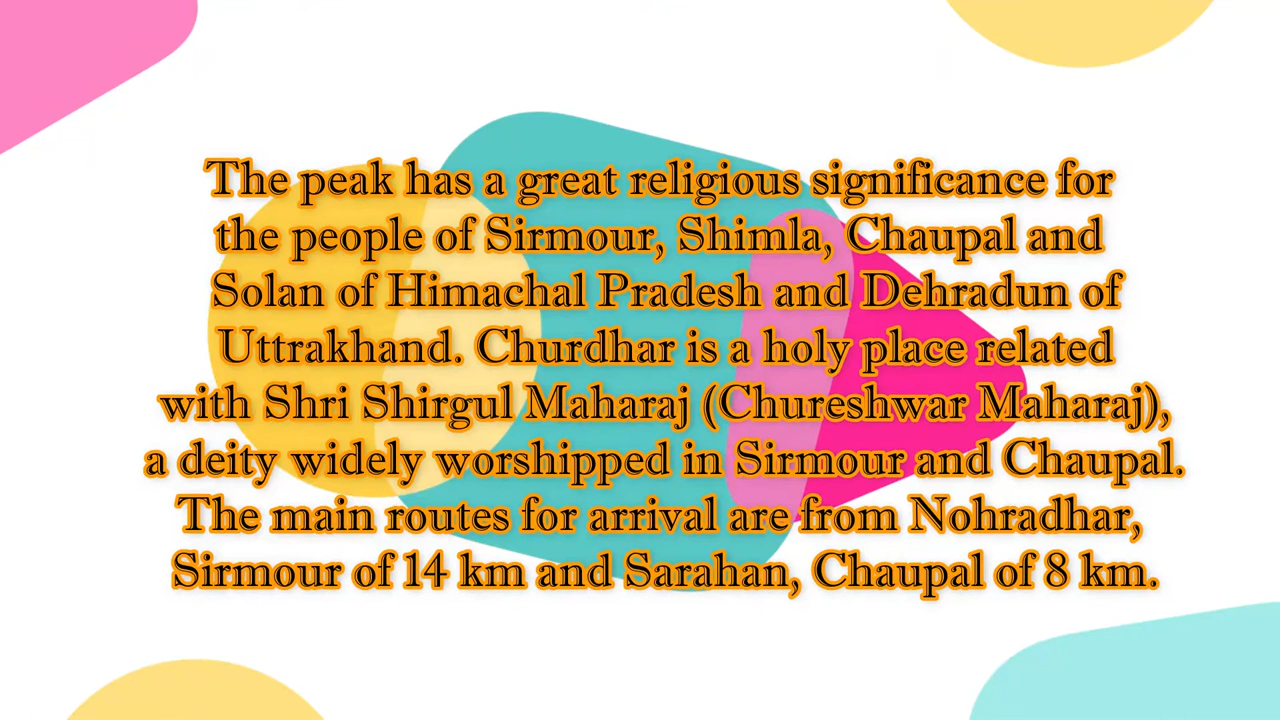 The peak has a great religious significance for
the people of Sirmour, Shimla, Chaupal and
Solan of Himachal Pradesh and Dehradun of
Uttrakhand. Churdhar is a holy place related
with Shri Shirgul Maharaj (Chureshwar Maharaj),
a deity widely worshipped in Sirmour and Chaupal.
The main routes for arrival are from Nohradhar,
Sirmour of 14 km and Sarahan, Chaupal of 8 km.